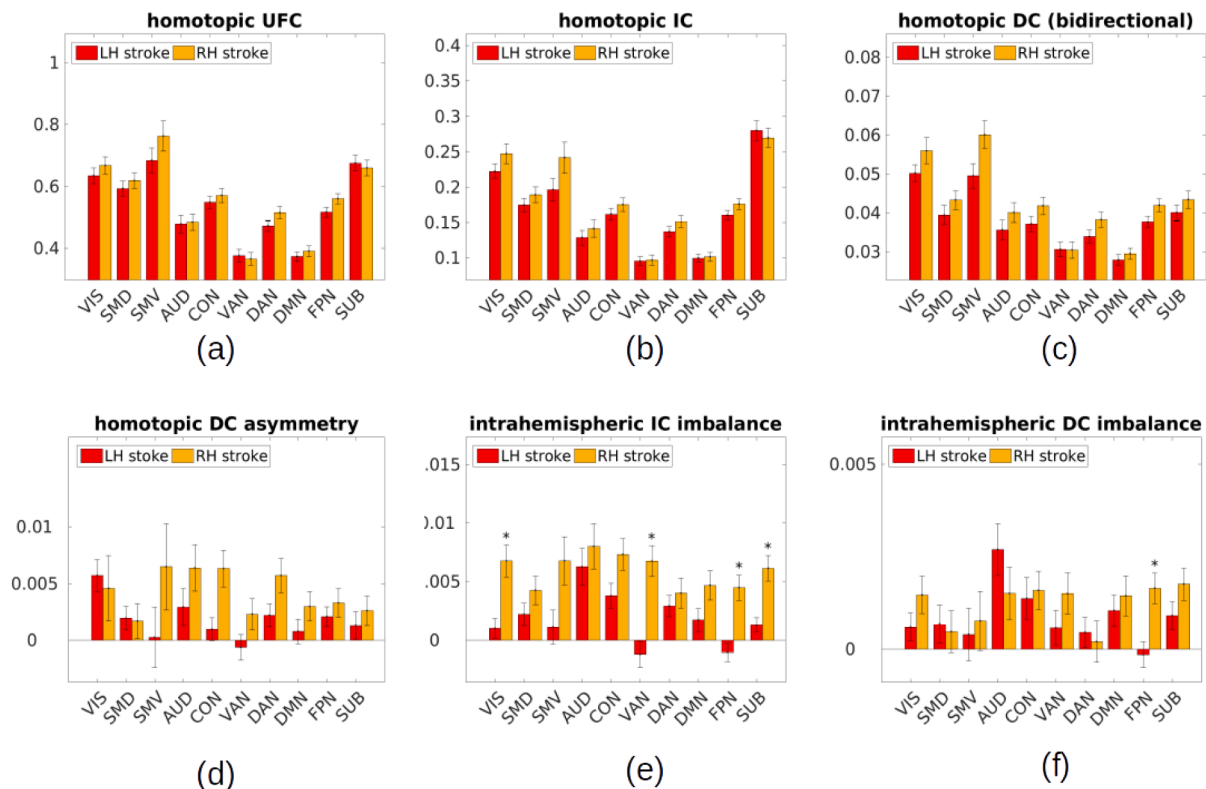 homotopic UFC
LH stroke RH stroke
1
0.8
0.6
0.4
VIS SMD SMV AUD CON VAN DAN DMN FPN SUB
(a)
homotopic IC
LH stroke RH stroke
0.4
0.35
0.3
0.25
0.2
0.15
0.1
VIS SMD SMV AUD CON VAN DAN DMN FPN SUB
(b)
homotopic DC (bidirectional)
LH stroke RH stroke
0.08
0.07
0.06
0.05
0.04
0.03
VIS SMD SMV AUD CON VAN DAN DMN FPN SUB
(c)
homotopic DC asymmetry
LH stoke RH stroke
0.01
0.005
0
VIS SMD SMV AUD CON VAN DAN DMN FPN SUB
(d)
intrahemispheric IC imbalance
LH stroke RH stroke
.015
0.01
.005
0
* * * *
VIS SMD SMV AUD CON VAN DAN DMN FPN SUB
(e)
intrahemispheric DC imbalance
LH stroke RH stroke
0.005
0
*
VIS SMD SMV AUD CON VAN DAN DMN FPN SUB
(f)